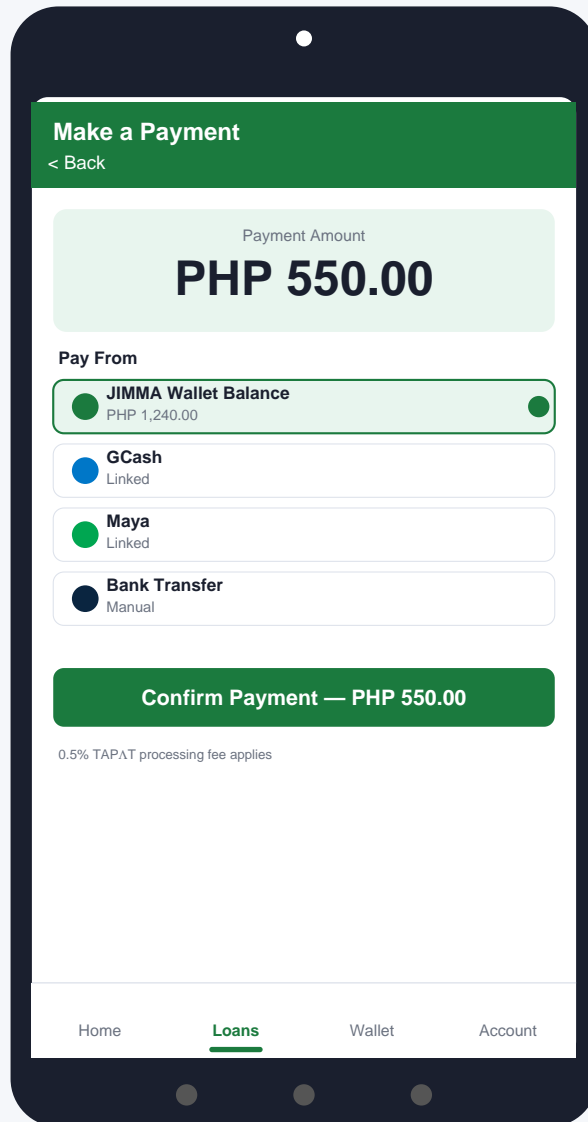 Make a Payment
< Back
Payment Amount
PHP 550.00
Pay From
JIMMA Wallet Balance
PHP 1,240.00
GCash
Linked
Maya
Linked
Bank Transfer
Manual
Confirm Payment — PHP 550.00
0.5% TAPΛT processing fee applies
Home Loans Wallet Account